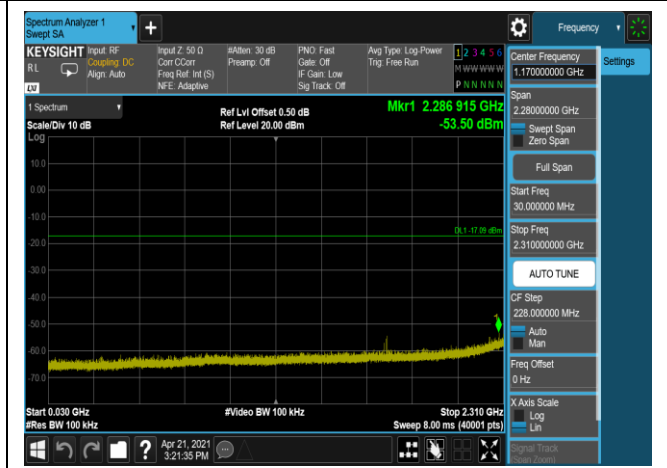 Spectrum Analyzer 1
Swept SA
Frequency
KEYSIGHT
RL
LXI
Input: RF
Coupling: DC
Align: Auto
Input Z: 50 Ω
Corr CCorr
Freq Ref: Int (S)
NFE: Adaptive
#Atten: 30 dB
Preamp: Off
PNO: Fast
Gate: Off
IF Gain: Low
Sig Track: Off
Avg Type: Log-Power
Trig: Free Run
1 2 3 4 5 6
M W W W W W
P N N N N N
1 Spectrum
Scale/Div 10 dB
Ref Lvl Offset 0.50 dB
Ref Level 20.00 dBm
Mkr1 2.286 915 GHz
-53.50 dBm
Log
10.0
0.00
-10.0
-20.0
-30.0
-40.0
-50.0
-60.0
-70.0
DL1 -17.09 dBm
1
Start 0.030 GHz
#Res BW 100 kHz
#Video BW 100 kHz
Stop 2.310 GHz
Sweep 8.00 ms (40001 pts)
Apr 21, 2021
3:21:35 PM
Center Frequency
1.170000000 GHz
Settings
Span
2.28000000 GHz
Swept Span
Zero Span
Full Span
Start Freq
30.000000 MHz
Stop Freq
2.310000000 GHz
AUTO TUNE
CF Step
228.000000 MHz
Auto
Man
Freq Offset
0 Hz
X Axis Scale
Log
Lin
Signal Track
(Span Zoom)